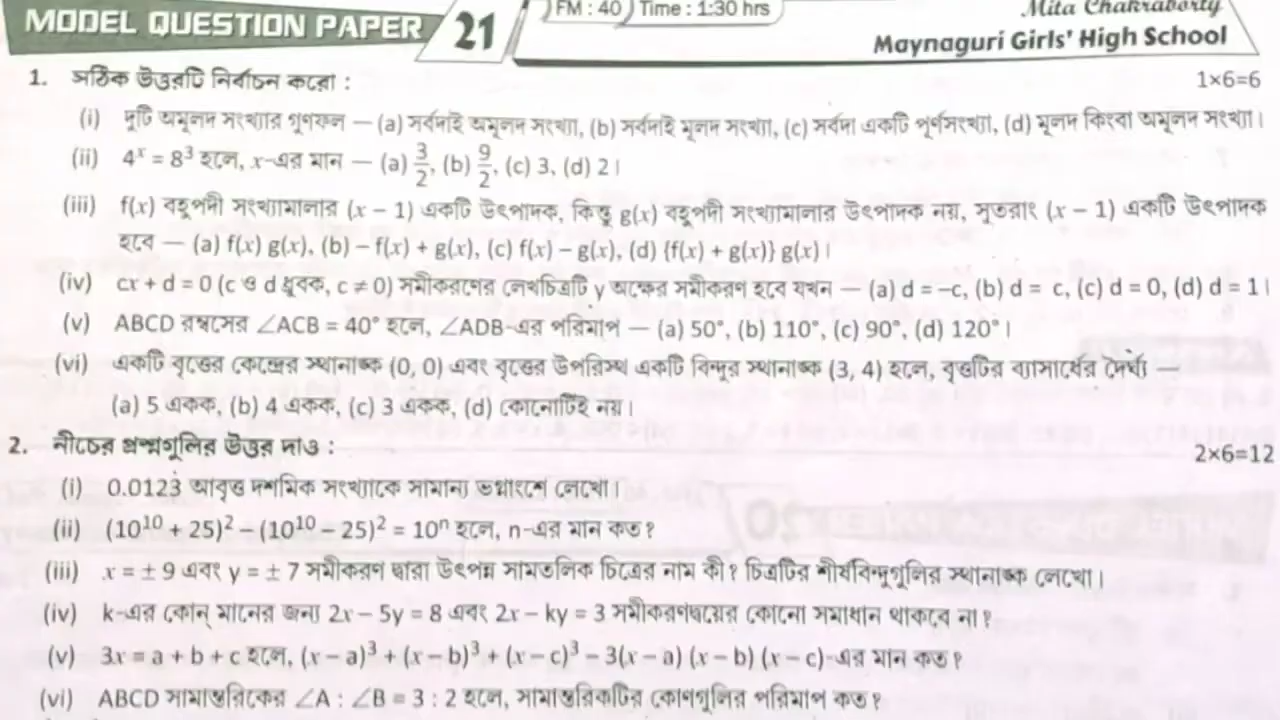 MODEL QUESTION PAPER 21 FM : 40 Time : 1:30 hrs Mita Chakraborty
Maynaguri Girls' High School
1. সঠিক উত্তরটি নির্বাচন করো : 1×6=6
(i) দুটি অমূলদ সংখ্যার গুণফল — (a) সর্বদাই অমূলদ সংখ্যা, (b) সর্বদাই মূলদ সংখ্যা, (c) সর্বদা একটি পূর্ণসংখ্যা, (d) মূলদ কিংবা অমূলদ সংখ্যা।
(ii) 4ˣ = 8³ হলে, x-এর মান — (a) 3/2, (b) 9/2, (c) 3, (d) 2।
(iii) f(x) বহুপদী সংখ্যামালার (x – 1) একটি উৎপাদক, কিন্তু g(x) বহুপদী সংখ্যামালার উৎপাদক নয়, সুতরাং (x – 1) একটি উৎপাদক
হবে — (a) f(x) g(x), (b) – f(x) + g(x), (c) f(x) – g(x), (d) {f(x) + g(x)} g(x)।
(iv) cx + d = 0 (c ও d ধ্রুবক, c ≠ 0) সমীকরণের লেখচিত্রটি y অক্ষের সমীকরণ হবে যখন — (a) d = –c, (b) d = c, (c) d = 0, (d) d = 1।
(v) ABCD রম্বসের ∠ACB = 40° হলে, ∠ADB-এর পরিমাপ — (a) 50°, (b) 110°, (c) 90°, (d) 120°।
(vi) একটি বৃত্তের কেন্দ্রের স্থানাঙ্ক (0, 0) এবং বৃত্তের উপরিস্থ একটি বিন্দুর স্থানাঙ্ক (3, 4) হলে, বৃত্তটির ব্যাসার্ধের দৈর্ঘ্য —
(a) 5 একক, (b) 4 একক, (c) 3 একক, (d) কোনোটিই নয়।
2. নীচের প্রশ্নগুলির উত্তর দাও : 2×6=12
(i) 0.0123̇ আবৃত্ত দশমিক সংখ্যাকে সামান্য ভগ্নাংশে লেখো।
(ii) (10¹⁰ + 25)² – (10¹⁰ – 25)² = 10ⁿ হলে, n-এর মান কত?
(iii) x = ± 9 এবং y = ± 7 সমীকরণ দ্বারা উৎপন্ন সামতলিক চিত্রের নাম কী? চিত্রটির শীর্ষবিন্দুগুলির স্থানাঙ্ক লেখো।
(iv) k-এর কোন্ মানের জন্য 2x – 5y = 8 এবং 2x – ky = 3 সমীকরণদ্বয়ের কোনো সমাধান থাকবে না?
(v) 3x = a + b + c হলে, (x – a)³ + (x – b)³ + (x – c)³ – 3(x – a) (x – b) (x – c)-এর মান কত?
(vi) ABCD সামান্তরিকের ∠A : ∠B = 3 : 2 হলে, সামান্তরিকটির কোণগুলির পরিমাপ কত?